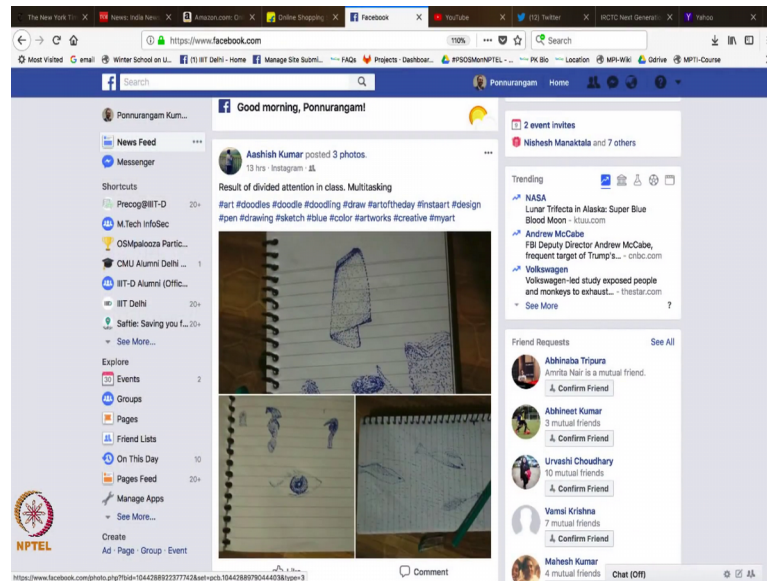 The New York Tim
News: India News
Amazon.com: Onl
Online Shopping
Facebook
YouTube
(12) Twitter
IRCTC Next Generati
Yahoo
https://www.facebook.com
110%
Search
Most Visited
G email
Winter School on U...
(1) IIIT Delhi - Home
Manage Site Submi...
FAQs
Projects · Dashboar...
#PSOSMonNPTEL - ...
PK Bio
Location
MPI-Wiki
Gdrive
MPTI-Course
Search
Ponnurangam
Home
Ponnurangam Kum...
News Feed
Messenger
Shortcuts
Precog@IIIT-D 20+
M.Tech InfoSec
OSMpalooza Partic...
CMU Alumni Delhi ... 1
IIIT-D Alumni (Offic...
IIIT Delhi 20+
Saftie: Saving you f... 20+
See More...
Explore
30 Events 2
Groups
Pages
Friend Lists
On This Day 10
Pages Feed 20+
Manage Apps
See More...
Create
Ad · Page · Group · Event
Good morning, Ponnurangam!
Aashish Kumar posted 3 photos.
13 hrs · Instagram ·
Result of divided attention in class. Multitasking
#art #doodles #doodle #doodling #draw #artoftheday #instaart #design
#pen #drawing #sketch #blue #color #artworks #creative #myart
Comment
2 event invites
Nishesh Manaktala and 7 others
Trending
NASA
Lunar Trifecta in Alaska: Super Blue
Blood Moon - ktuu.com
Andrew McCabe
FBI Deputy Director Andrew McCabe,
frequent target of Trump's... - cnbc.com
Volkswagen
Volkswagen-led study exposed people
and monkeys to exhaust... - thestar.com
See More
?
Friend Requests
See All
Abhinaba Tripura
Amrita Nair is a mutual friend.
Confirm Friend
Abhineet Kumar
3 mutual friends
Confirm Friend
Urvashi Choudhary
10 mutual friends
Confirm Friend
Vamsi Krishna
7 mutual friends
Confirm Friend
Mahesh Kumar
4 mutual friends
Chat (Off)
NPTEL